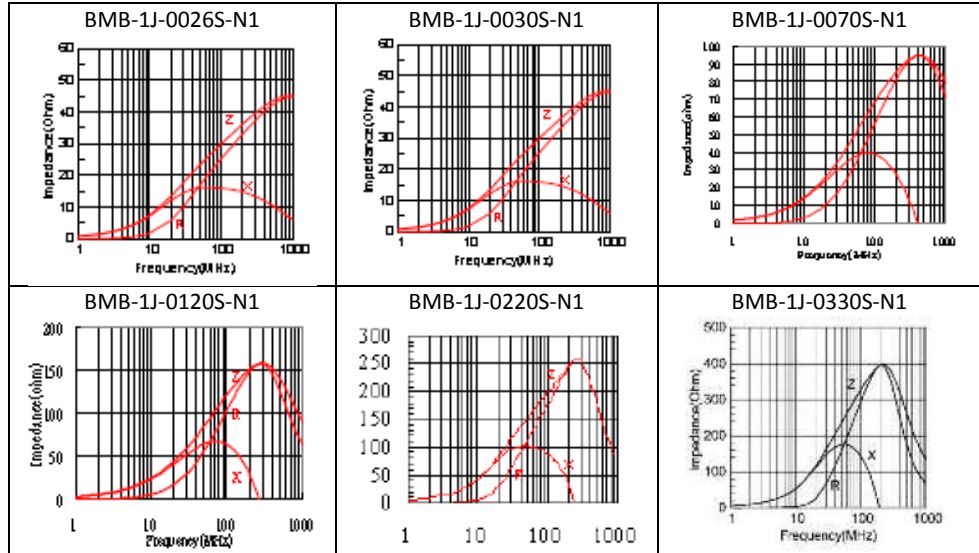 BMB-1J-0026S-N1
60
50
40
30
20
10
0
Impedance(Ohm)
Z
X
R
1 10 100 1000
Frequency(MHz)
BMB-1J-0030S-N1
60
50
40
30
20
10
0
Impedance(Ohm)
Z
X
R
1 10 100 1000
Frequency(MHz)
BMB-1J-0070S-N1
100
90
80
70
60
50
40
30
20
10
0
Impedance(ohm)
1 10 100 1000
Frequency(MHz)
BMB-1J-0120S-N1
200
150
100
50
0
Impedance(ohm)
Z
R
X
1 10 100 1000
Frequency(MHz)
BMB-1J-0220S-N1
300
250
200
150
100
50
0
Z
R
X
1 10 100 1000
BMB-1J-0330S-N1
500
400
300
200
100
0
Impedance(Ohm)
Z
X
R
1 10 100 1000
Frequency(MHz)